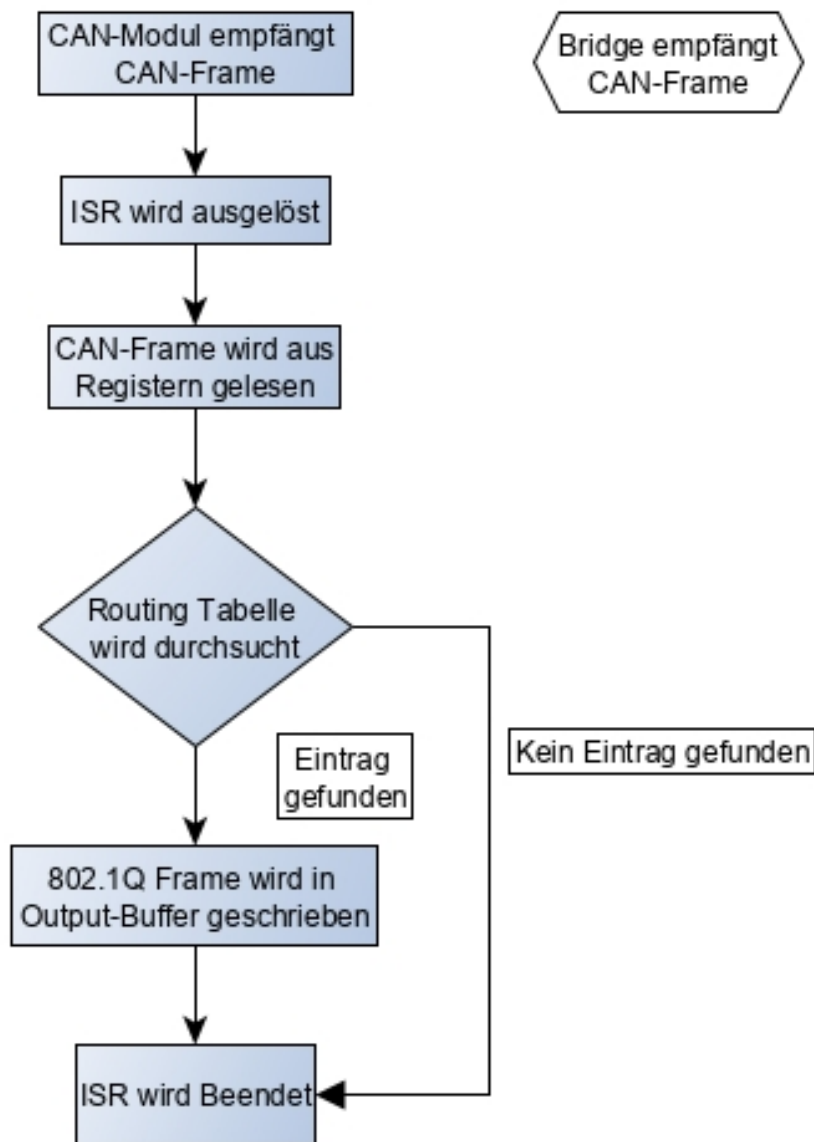 CAN-Modul empfängt
CAN-Frame
Bridge empfängt
CAN-Frame
ISR wird ausgelöst
CAN-Frame wird aus
Registern gelesen
Routing Tabelle
wird durchsucht
Eintrag
gefunden
Kein Eintrag gefunden
802.1Q Frame wird in
Output-Buffer geschrieben
ISR wird Beendet